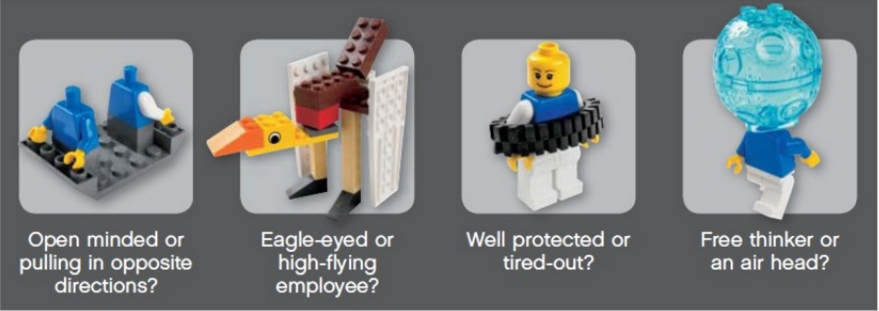 Open minded or
pulling in opposite
directions?
Eagle-eyed or
high-flying
employee?
Well protected or
tired-out?
Free thinker or
an air head?